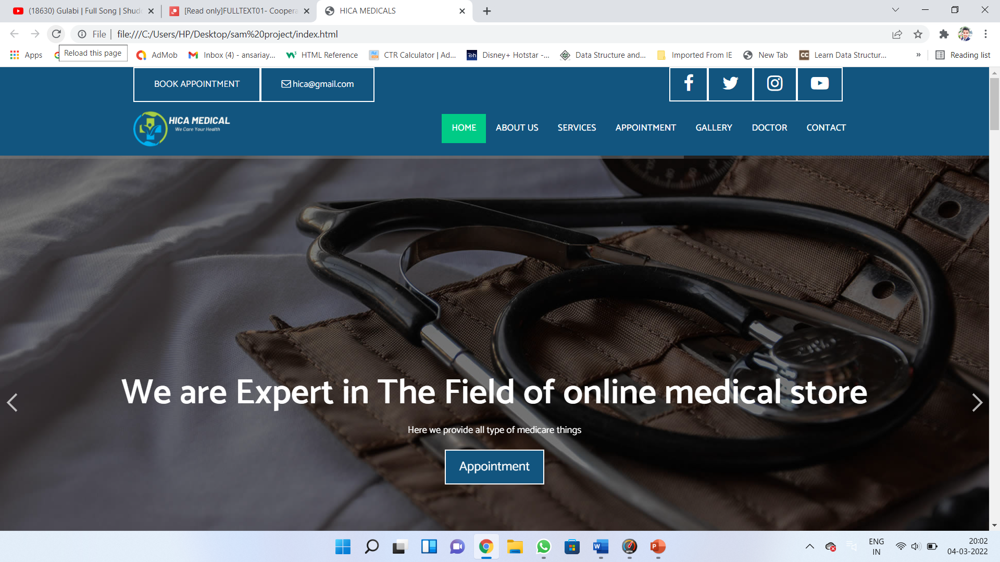 (18630) Gulabi | Full Song | Shud
[Read only]FULLTEXT01- Coopera
HICA MEDICALS
File
file:///C:/Users/HP/Desktop/sam%20project/index.html
Apps
Reload this page
AdMob
Inbox (4) - ansariay...
HTML Reference
CTR Calculator | Ad...
Disney+ Hotstar -...
Data Structure and...
Imported From IE
New Tab
Learn Data Structur...
»
Reading list
BOOK APPOINTMENT
hica@gmail.com
HICA MEDICAL
We Care Your Health
HOME
ABOUT US
SERVICES
APPOINTMENT
GALLERY
DOCTOR
CONTACT
We are Expert in The Field of online medical store
Here we provide all type of medicare things
Appointment
ENG
IN
20:02
04-03-2022